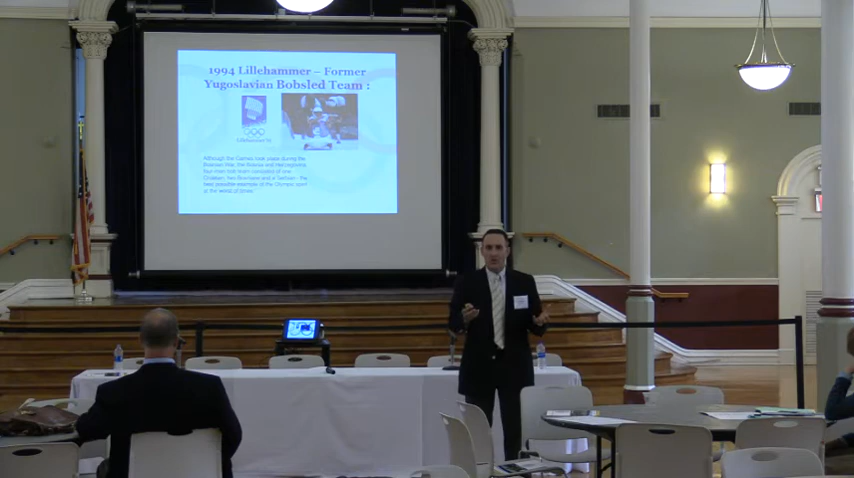 1994 Lillehammer – Former
Yugoslavian Bobsled Team :
Lillehammer'94
Although the Games took place during the
Bosnian War, the Bosnia and Herzegovina
four man bob team consisted of one
Croatian, two Bosnians and a Serbian - the
best possible example of the Olympic spirit
at the worst of times."